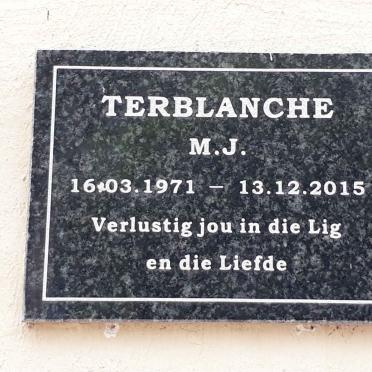 TERBLANCHE
M.J.
16.03.1971 – 13.12.2015
Verlustig jou in die Lig
en die Liefde